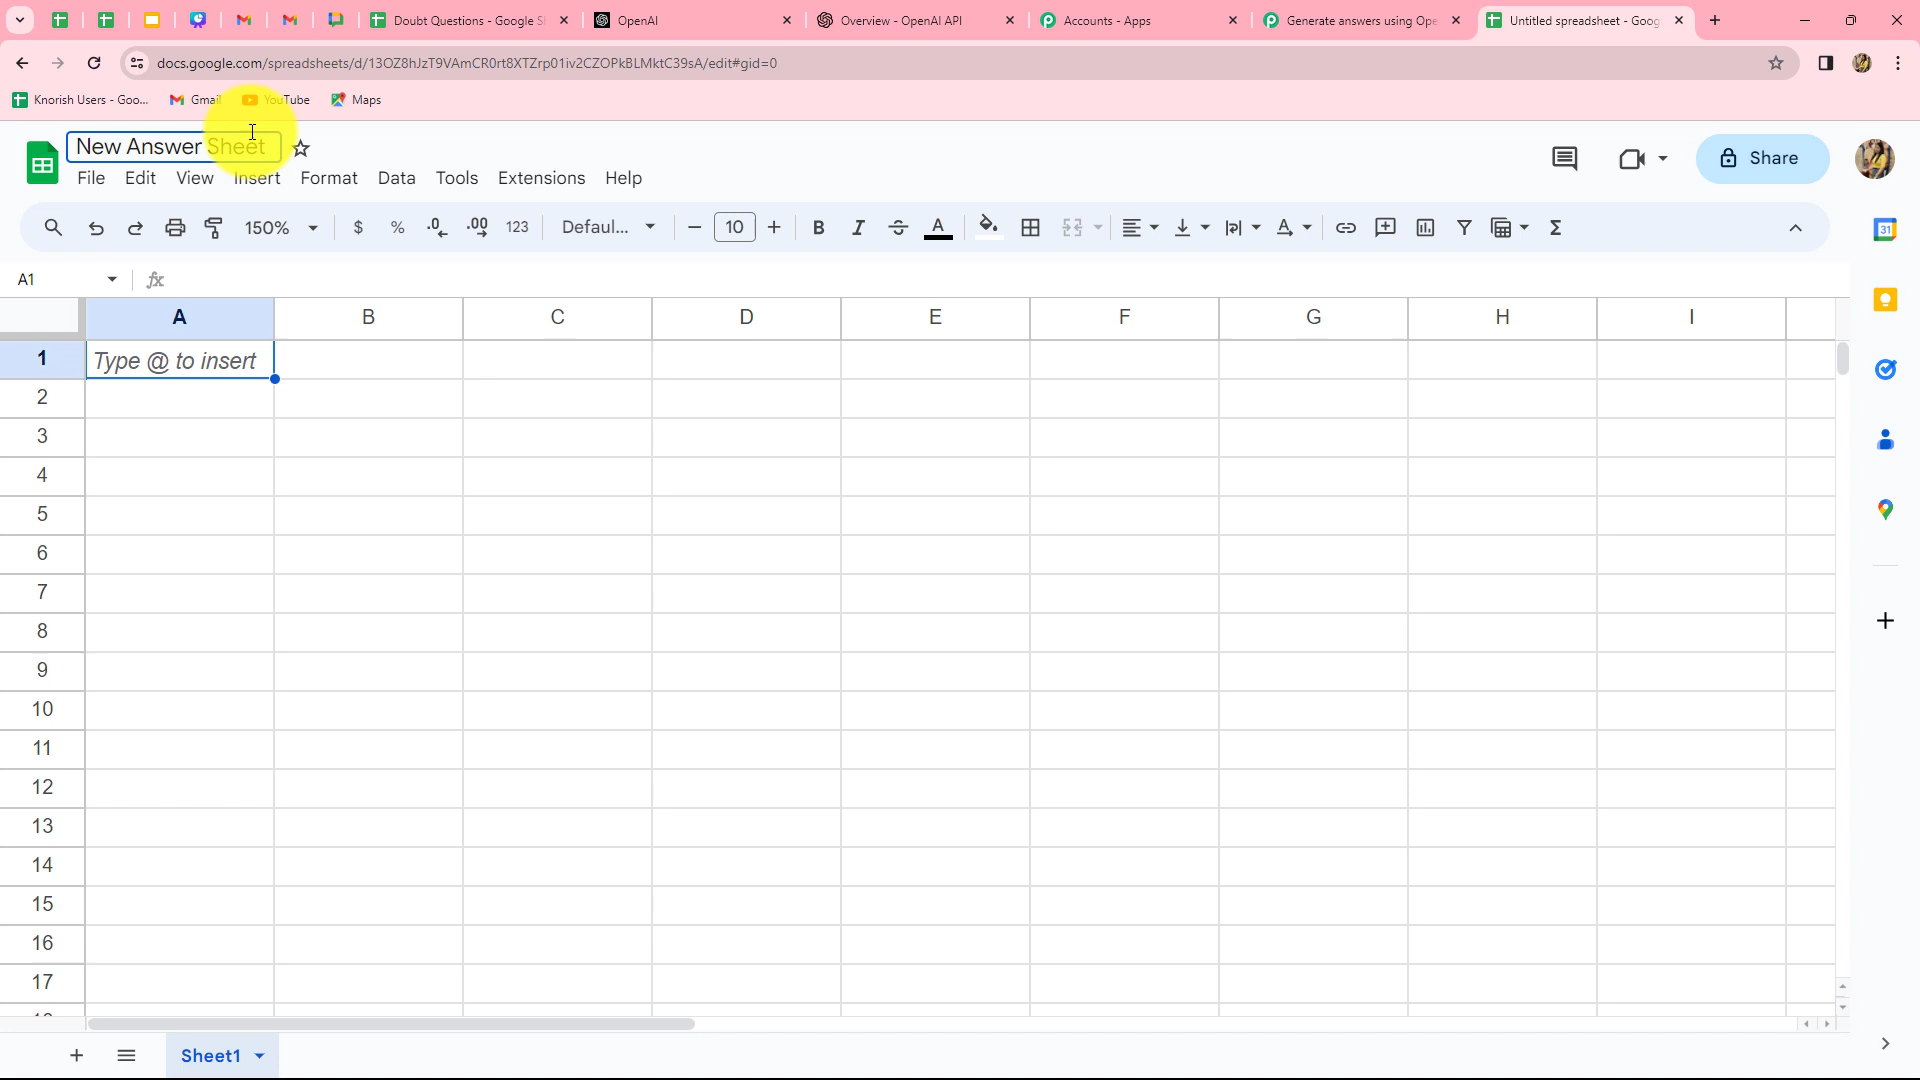 Doubt Questions - Google S
OpenAI
Overview - OpenAI API
Accounts - Apps
Generate answers using Ope
Untitled spreadsheet - Goog
docs.google.com/spreadsheets/d/13OZ8hJzT9VAmCR0rt8XTZrp01iv2CZOPkBLMktC39sA/edit#gid=0
Knorish Users - Goo...
Gmail
YouTube
Maps
New Answer Sheet
File Edit View Insert Format Data Tools Extensions Help
Share
150% $ % .0 .00 123 Defaul... 10 B I A
31
A1
fx
A B C D E F G H I
1 Type @ to insert
2
3
4
5
6
7
8
9
10
11
12
13
14
15
16
17
Sheet1